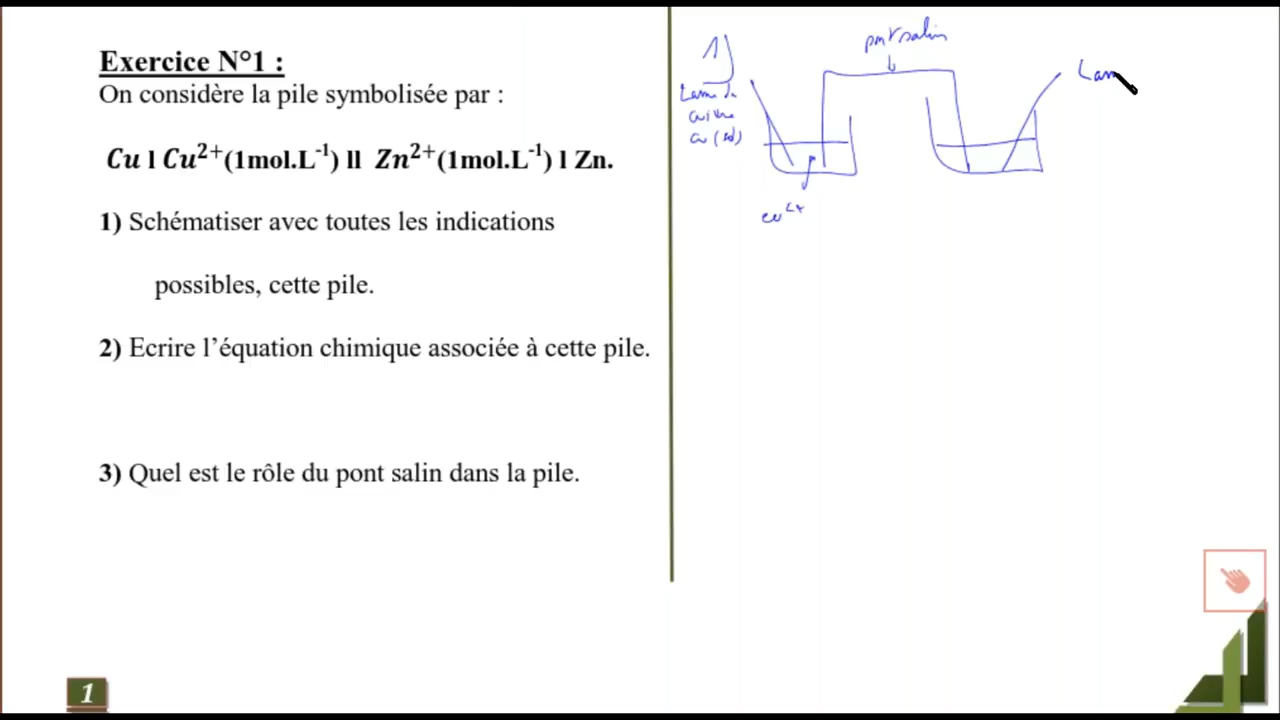 Exercice N°1 :
On considère la pile symbolisée par :
Cu l Cu²⁺(1mol.L⁻¹) ll Zn²⁺(1mol.L⁻¹) l Zn.
1) Schématiser avec toutes les indications
possibles, cette pile.
2) Ecrire l’équation chimique associée à cette pile.
3) Quel est le rôle du pont salin dans la pile.
1
1)
pont salin
Lame de
cuivre
Cu (sd)
Cu²⁺
Lam